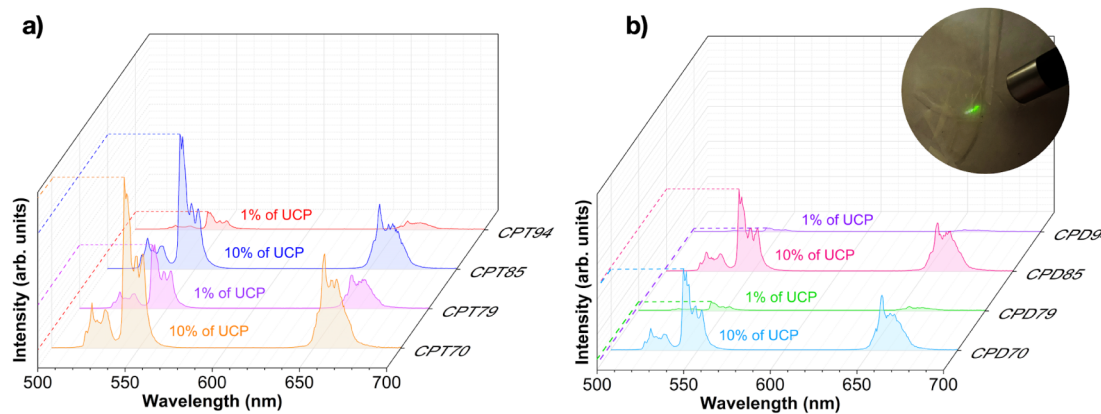 a)
Intensity (arb. units)
1% of UCP
10% of UCP
1% of UCP
10% of UCP
CPT94
CPT85
CPT79
CPT70
500
550
600
650
700
Wavelength (nm)
b)
Intensity (arb. units)
1% of UCP
10% of UCP
1% of UCP
10% of UCP
CPD9
CPD85
CPD79
CPD70
500
550
600
650
700
Wavelength (nm)